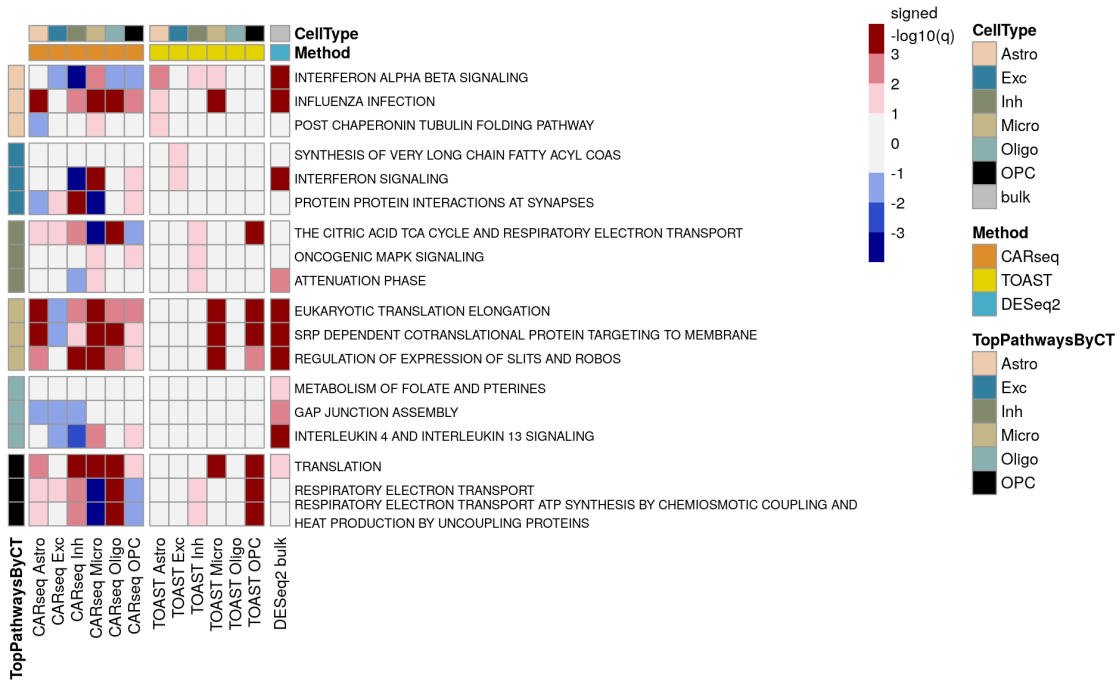 CellType
Method
INTERFERON ALPHA BETA SIGNALING
INFLUENZA INFECTION
POST CHAPERONIN TUBULIN FOLDING PATHWAY
SYNTHESIS OF VERY LONG CHAIN FATTY ACYL COAS
INTERFERON SIGNALING
PROTEIN PROTEIN INTERACTIONS AT SYNAPSES
THE CITRIC ACID TCA CYCLE AND RESPIRATORY ELECTRON TRANSPORT
ONCOGENIC MAPK SIGNALING
ATTENUATION PHASE
EUKARYOTIC TRANSLATION ELONGATION
SRP DEPENDENT COTRANSLATIONAL PROTEIN TARGETING TO MEMBRANE
REGULATION OF EXPRESSION OF SLITS AND ROBOS
METABOLISM OF FOLATE AND PTERINES
GAP JUNCTION ASSEMBLY
INTERLEUKIN 4 AND INTERLEUKIN 13 SIGNALING
TRANSLATION
RESPIRATORY ELECTRON TRANSPORT
RESPIRATORY ELECTRON TRANSPORT ATP SYNTHESIS BY CHEMIOSMOTIC COUPLING AND
HEAT PRODUCTION BY UNCOUPLING PROTEINS
TopPathwaysByCT
CARseq Astro
CARseq Exc
CARseq Inh
CARseq Micro
CARseq Oligo
CARseq OPC
TOAST Astro
TOAST Exc
TOAST Inh
TOAST Micro
TOAST Oligo
TOAST OPC
DESeq2 bulk
signed
-log10(q)
3
2
1
0
-1
-2
-3
CellType
Astro
Exc
Inh
Micro
Oligo
OPC
bulk
Method
CARseq
TOAST
DESeq2
TopPathwaysByCT
Astro
Exc
Inh
Micro
Oligo
OPC